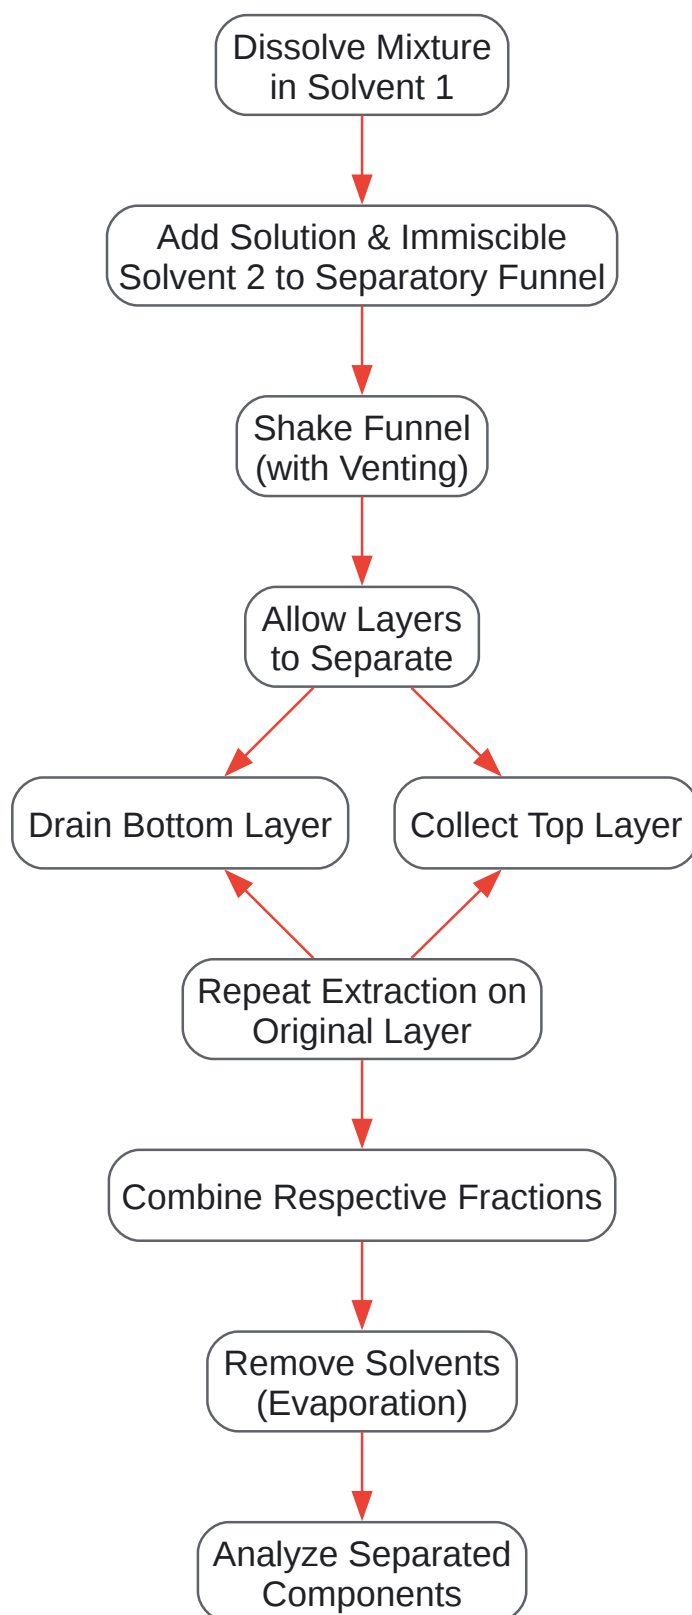 Dissolve Mixture
in Solvent 1
Add Solution & Immiscible
Solvent 2 to Separatory Funnel
Shake Funnel
(with Venting)
Allow Layers
to Separate
Drain Bottom Layer
Collect Top Layer
Repeat Extraction on
Original Layer
Combine Respective Fractions
Remove Solvents
(Evaporation)
Analyze Separated
Components